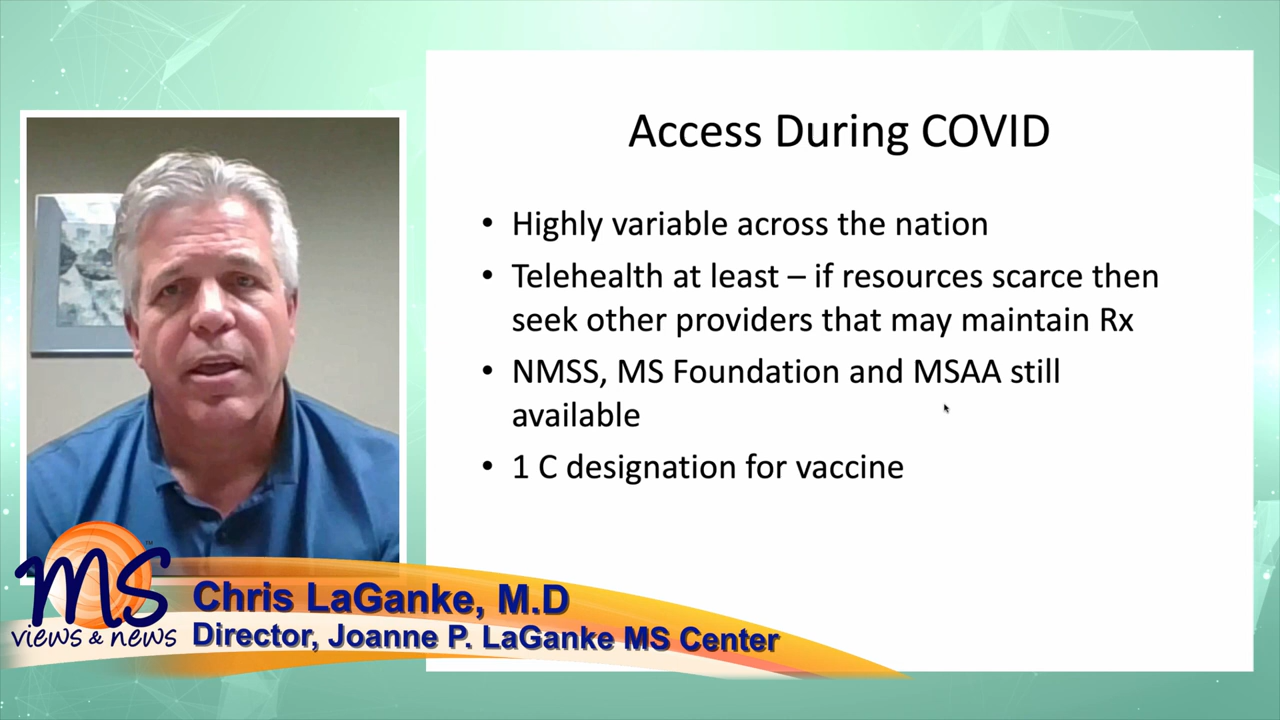 Access During COVID
• Highly variable across the nation
• Telehealth at least – if resources scarce then
seek other providers that may maintain Rx
• NMSS, MS Foundation and MSAA still
available
• 1 C designation for vaccine
MS™
views & news
Chris LaGanke, M.D
Director, Joanne P. LaGanke MS Center